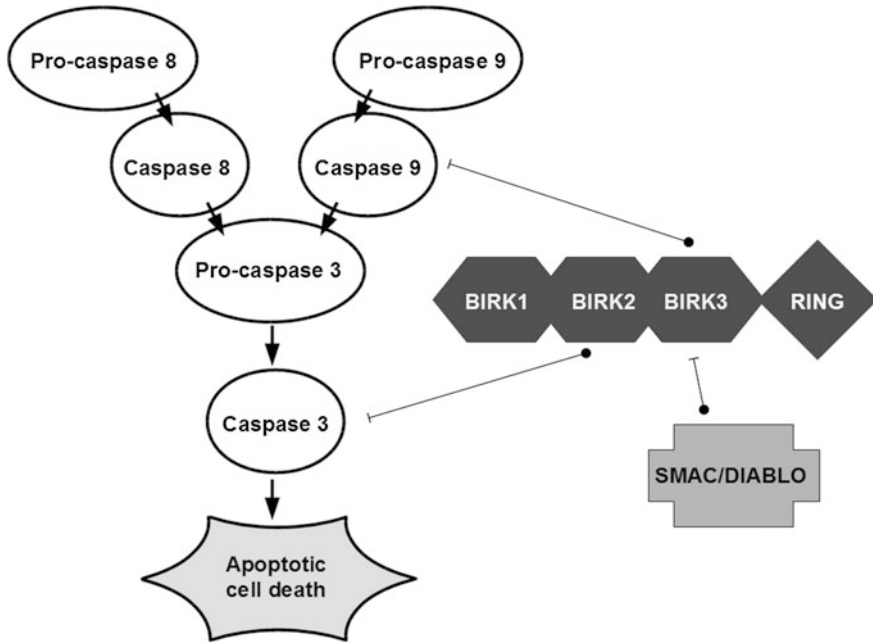 Pro-caspase 8
Pro-caspase 9
Caspase 8
Caspase 9
Pro-caspase 3
BIRK1
BIRK2
BIRK3
RING
Caspase 3
SMAC/DIABLO
Apoptotic
cell death